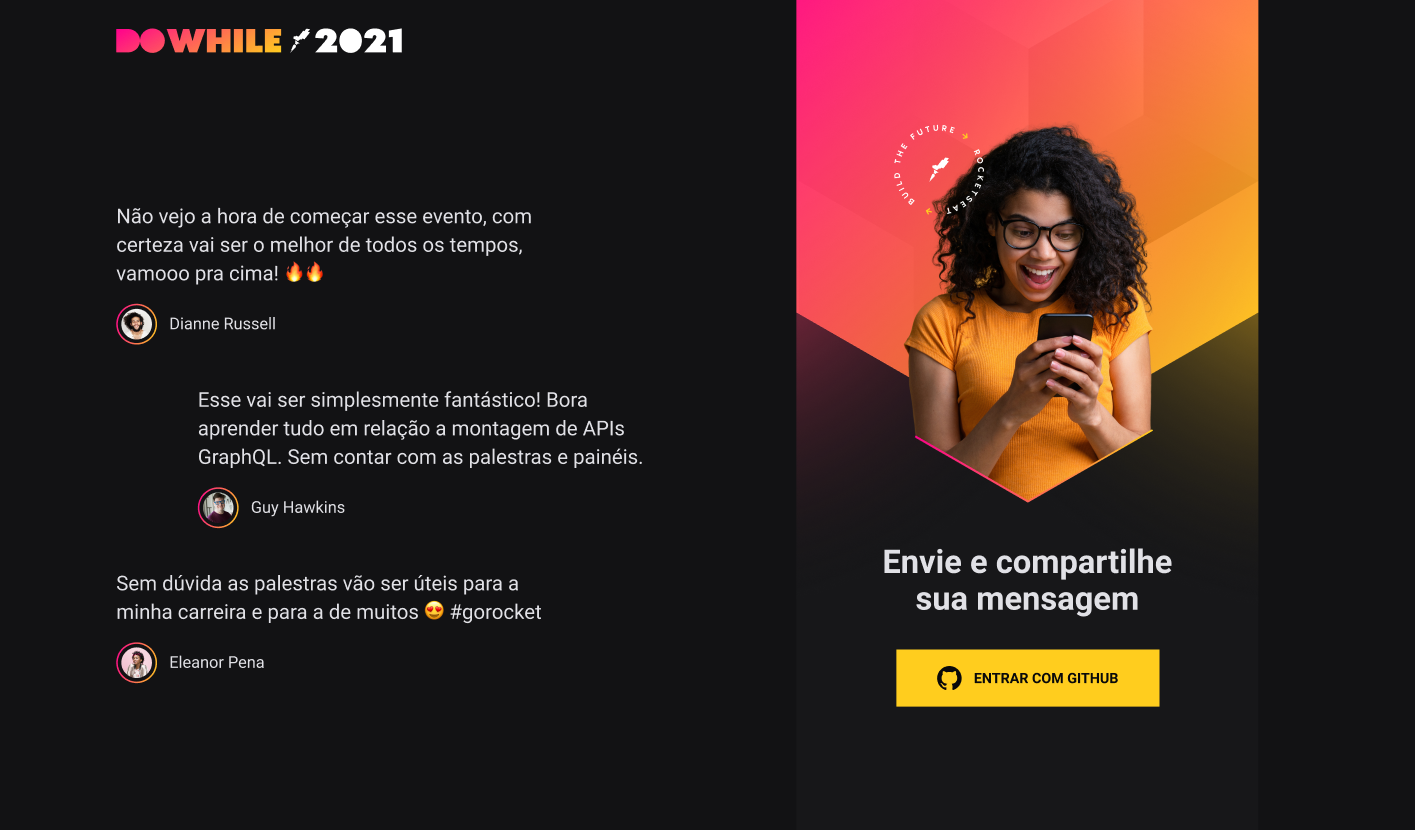 DOWHILE 2021
Não vejo a hora de começar esse evento, com
certeza vai ser o melhor de todos os tempos,
vamooo pra cima! 🔥🔥
Dianne Russell
Esse vai ser simplesmente fantástico! Bora
aprender tudo em relação a montagem de APIs
GraphQL. Sem contar com as palestras e painéis.
Guy Hawkins
Sem dúvida as palestras vão ser úteis para a
minha carreira e para a de muitos 😍 #gorocket
Eleanor Pena
BUILD THE FUTURE → ROCKETSEAT →
Envie e compartilhe
sua mensagem
ENTRAR COM GITHUB